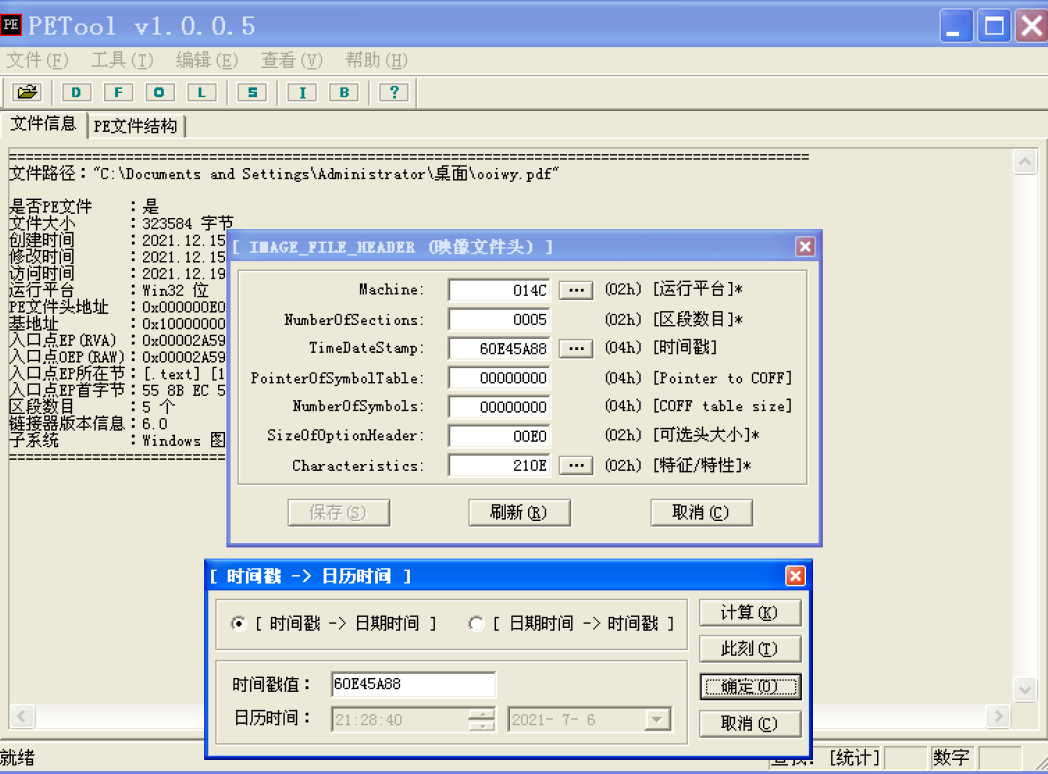 PE PETool v1.0.0.5
文件(F) 工具(T) 编辑(E) 查看(V) 帮助(H)
D F O L S I B ?
文件信息 PE文件结构
文件路径："C:\Documents and Settings\Administrator\桌面\ooiwy.pdf"
是否PE文件 ：是
文件大小 ：323584 字节
创建时间 ：2021.12.15
修改时间 ：2021.12.15
访问时间 ：2021.12.19
运行平台 ：Win32 位
PE文件头地址 ：0x000000E0
基地址 ：0x10000000
入口点EP(RVA) ：0x00002A59
入口点OEP(RAW)：0x00002A59
入口点EP所在节：[.text] [1
入口点EP首字节：55 8B EC 5
区段数目 ：5 个
链接器版本信息：6.0
子系统 ：Windows 图
[ IMAGE_FILE_HEADER (映像文件头) ]
Machine: 014C ... (02h) [运行平台]*
NumberOfSections: 0005 (02h) [区段数目]*
TimeDateStamp: 60E45A88 ... (04h) [时间戳]
PointerOfSymbolTable: 00000000 (04h) [Pointer to COFF]
NumberOfSymbols: 00000000 (04h) [COFF table size]
SizeOfOptionHeader: 00E0 (02h) [可选头大小]*
Characteristics: 210E ... (02h) [特征/特性]*
保存(S) 刷新(R) 取消(C)
[ 时间戳 -> 日历时间 ]
[ 时间戳 -> 日期时间 ] [ 日期时间 -> 时间戳 ]
计算(K)
此刻(T)
时间戳值： 60E45A88
确定(O)
日历时间： 21:28:40 2021- 7- 6
取消(C)
就绪 [统计] 数字